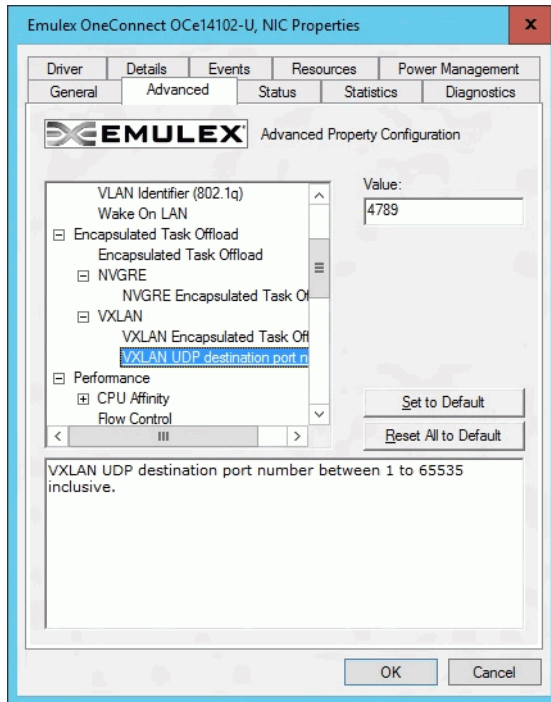 Emulex OneConnect OCe14102-U, NIC Properties
x
Driver Details Events Resources Power Management
General Advanced Status Statistics Diagnostics
EMULEX Advanced Property Configuration
VLAN Identifier (802.1q)
Wake On LAN
Encapsulated Task Offload
Encapsulated Task Offload
NVGRE
NVGRE Encapsulated Task Of
VXLAN
VXLAN Encapsulated Task Off
VXLAN UDP destination port n
Performance
CPU Affinity
Flow Control
Value:
4789
Set to Default
Reset All to Default
VXLAN UDP destination port number between 1 to 65535
inclusive.
OK Cancel